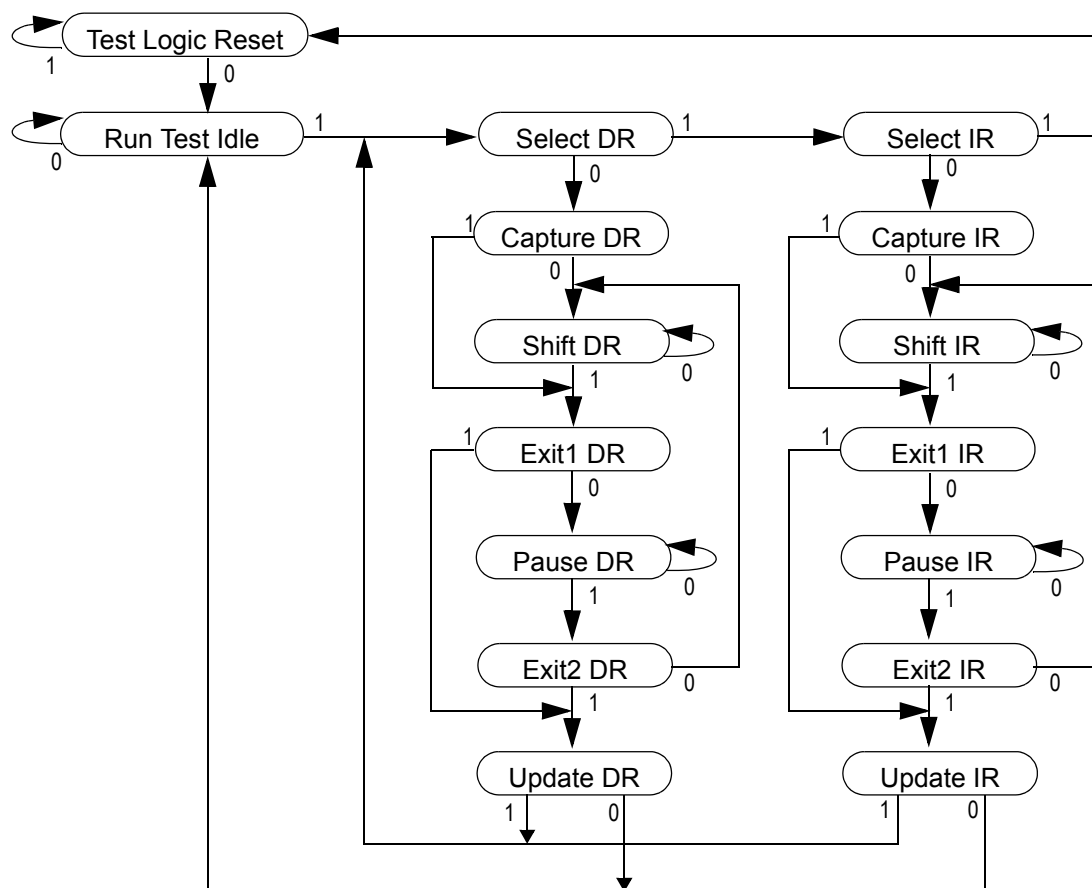 Test Logic Reset
1
0
Run Test Idle
1
0
Select DR
1
0
Select IR
1
0
Capture DR
1
0
Capture IR
1
0
Shift DR
0
1
Shift IR
0
1
Exit1 DR
1
0
Exit1 IR
1
0
Pause DR
0
1
Pause IR
0
1
Exit2 DR
0
1
Exit2 IR
0
1
Update DR
1
0
Update IR
1
0